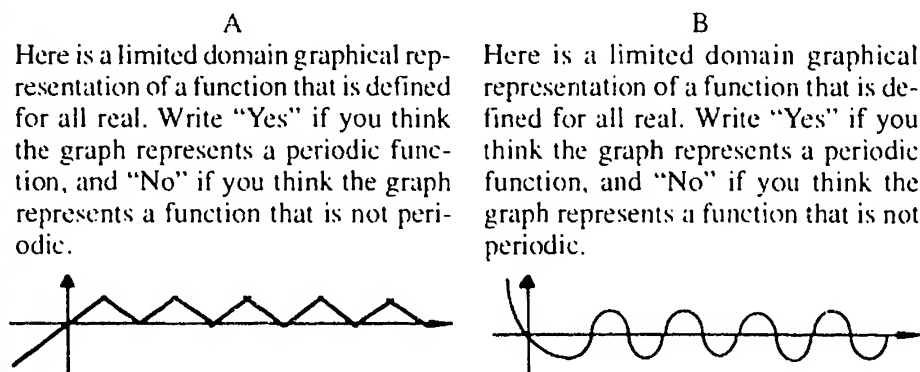 A
Here is a limited domain graphical rep-
resentation of a function that is defined
for all real. Write “Yes” if you think
the graph represents a periodic func-
tion, and “No” if you think the graph
represents a function that is not peri-
odic.
B
Here is a limited domain graphical
representation of a function that is de-
fined for all real. Write “Yes” if you
think the graph represents a periodic
function, and “No” if you think the
graph represents a function that is not
periodic.